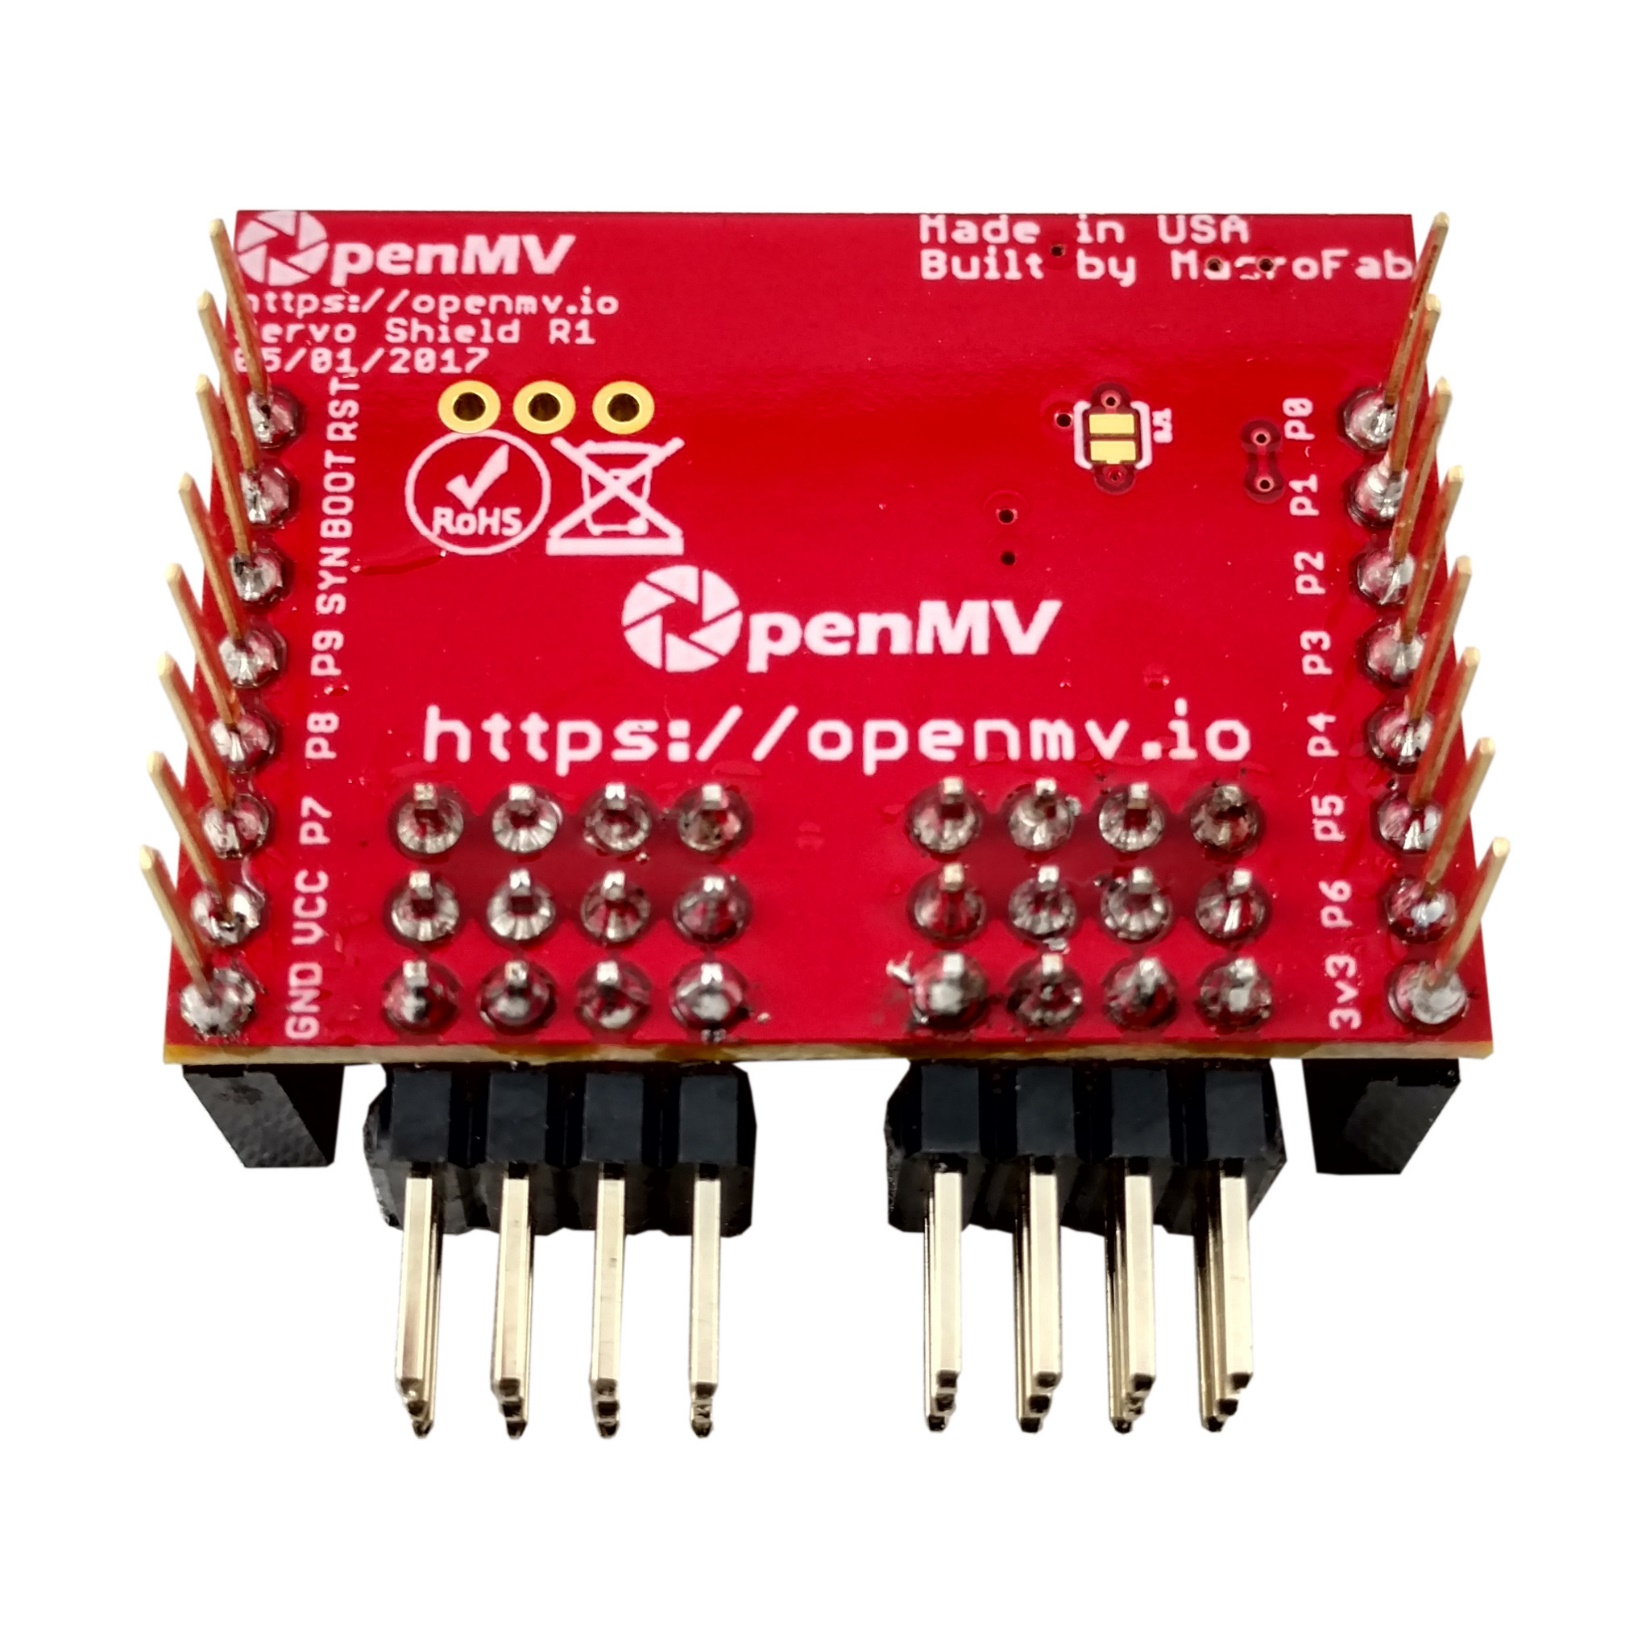 OpenMV
https://openmv.io
Servo Shield R1
05/01/2017
Made in USA
Built by MacroFab
RST
BOOT
SYN
P9
P8
P7
VCC
GND
RoHS
P0
P1
P2
P3
P4
P5
P6
3v3
OpenMV
https://openmv.io